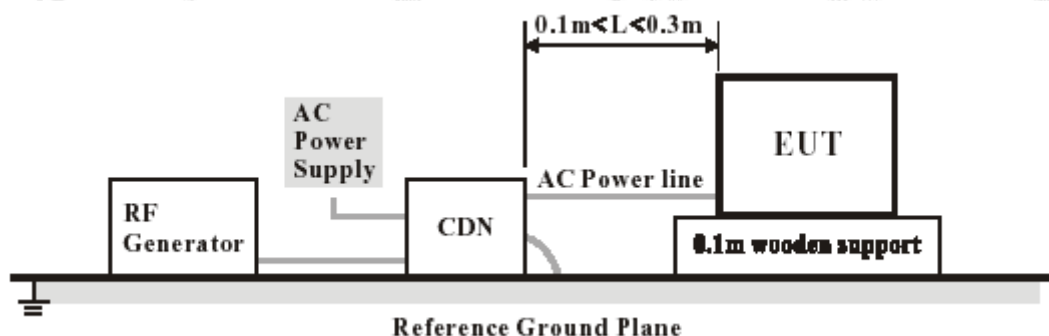 0.1m<L<0.3m
AC
Power
Supply
EUT
AC Power line
RF
Generator
CDN
0.1m wooden support
Reference Ground Plane